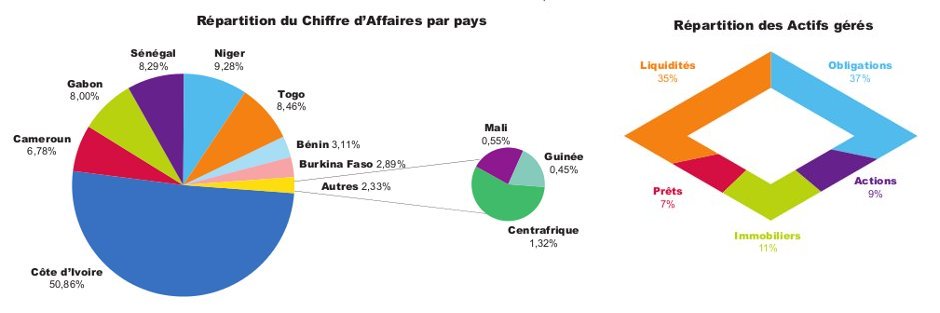 Répartition du Chiffre d'Affaires par pays
Sénégal
8,29%
Niger
9,28%
Gabon
8,00%
Togo
8,46%
Cameroun
6,78%
Bénin 3,11%
Burkina Faso 2,89%
Autres 2,33%
Côte d'Ivoire
50,86%
Mali
0,55%
Guinée
0,45%
Centrafrique
1,32%
Répartition des Actifs gérés
Liquidités
35%
Obligations
37%
Prêts
7%
Actions
9%
Immobiliers
11%